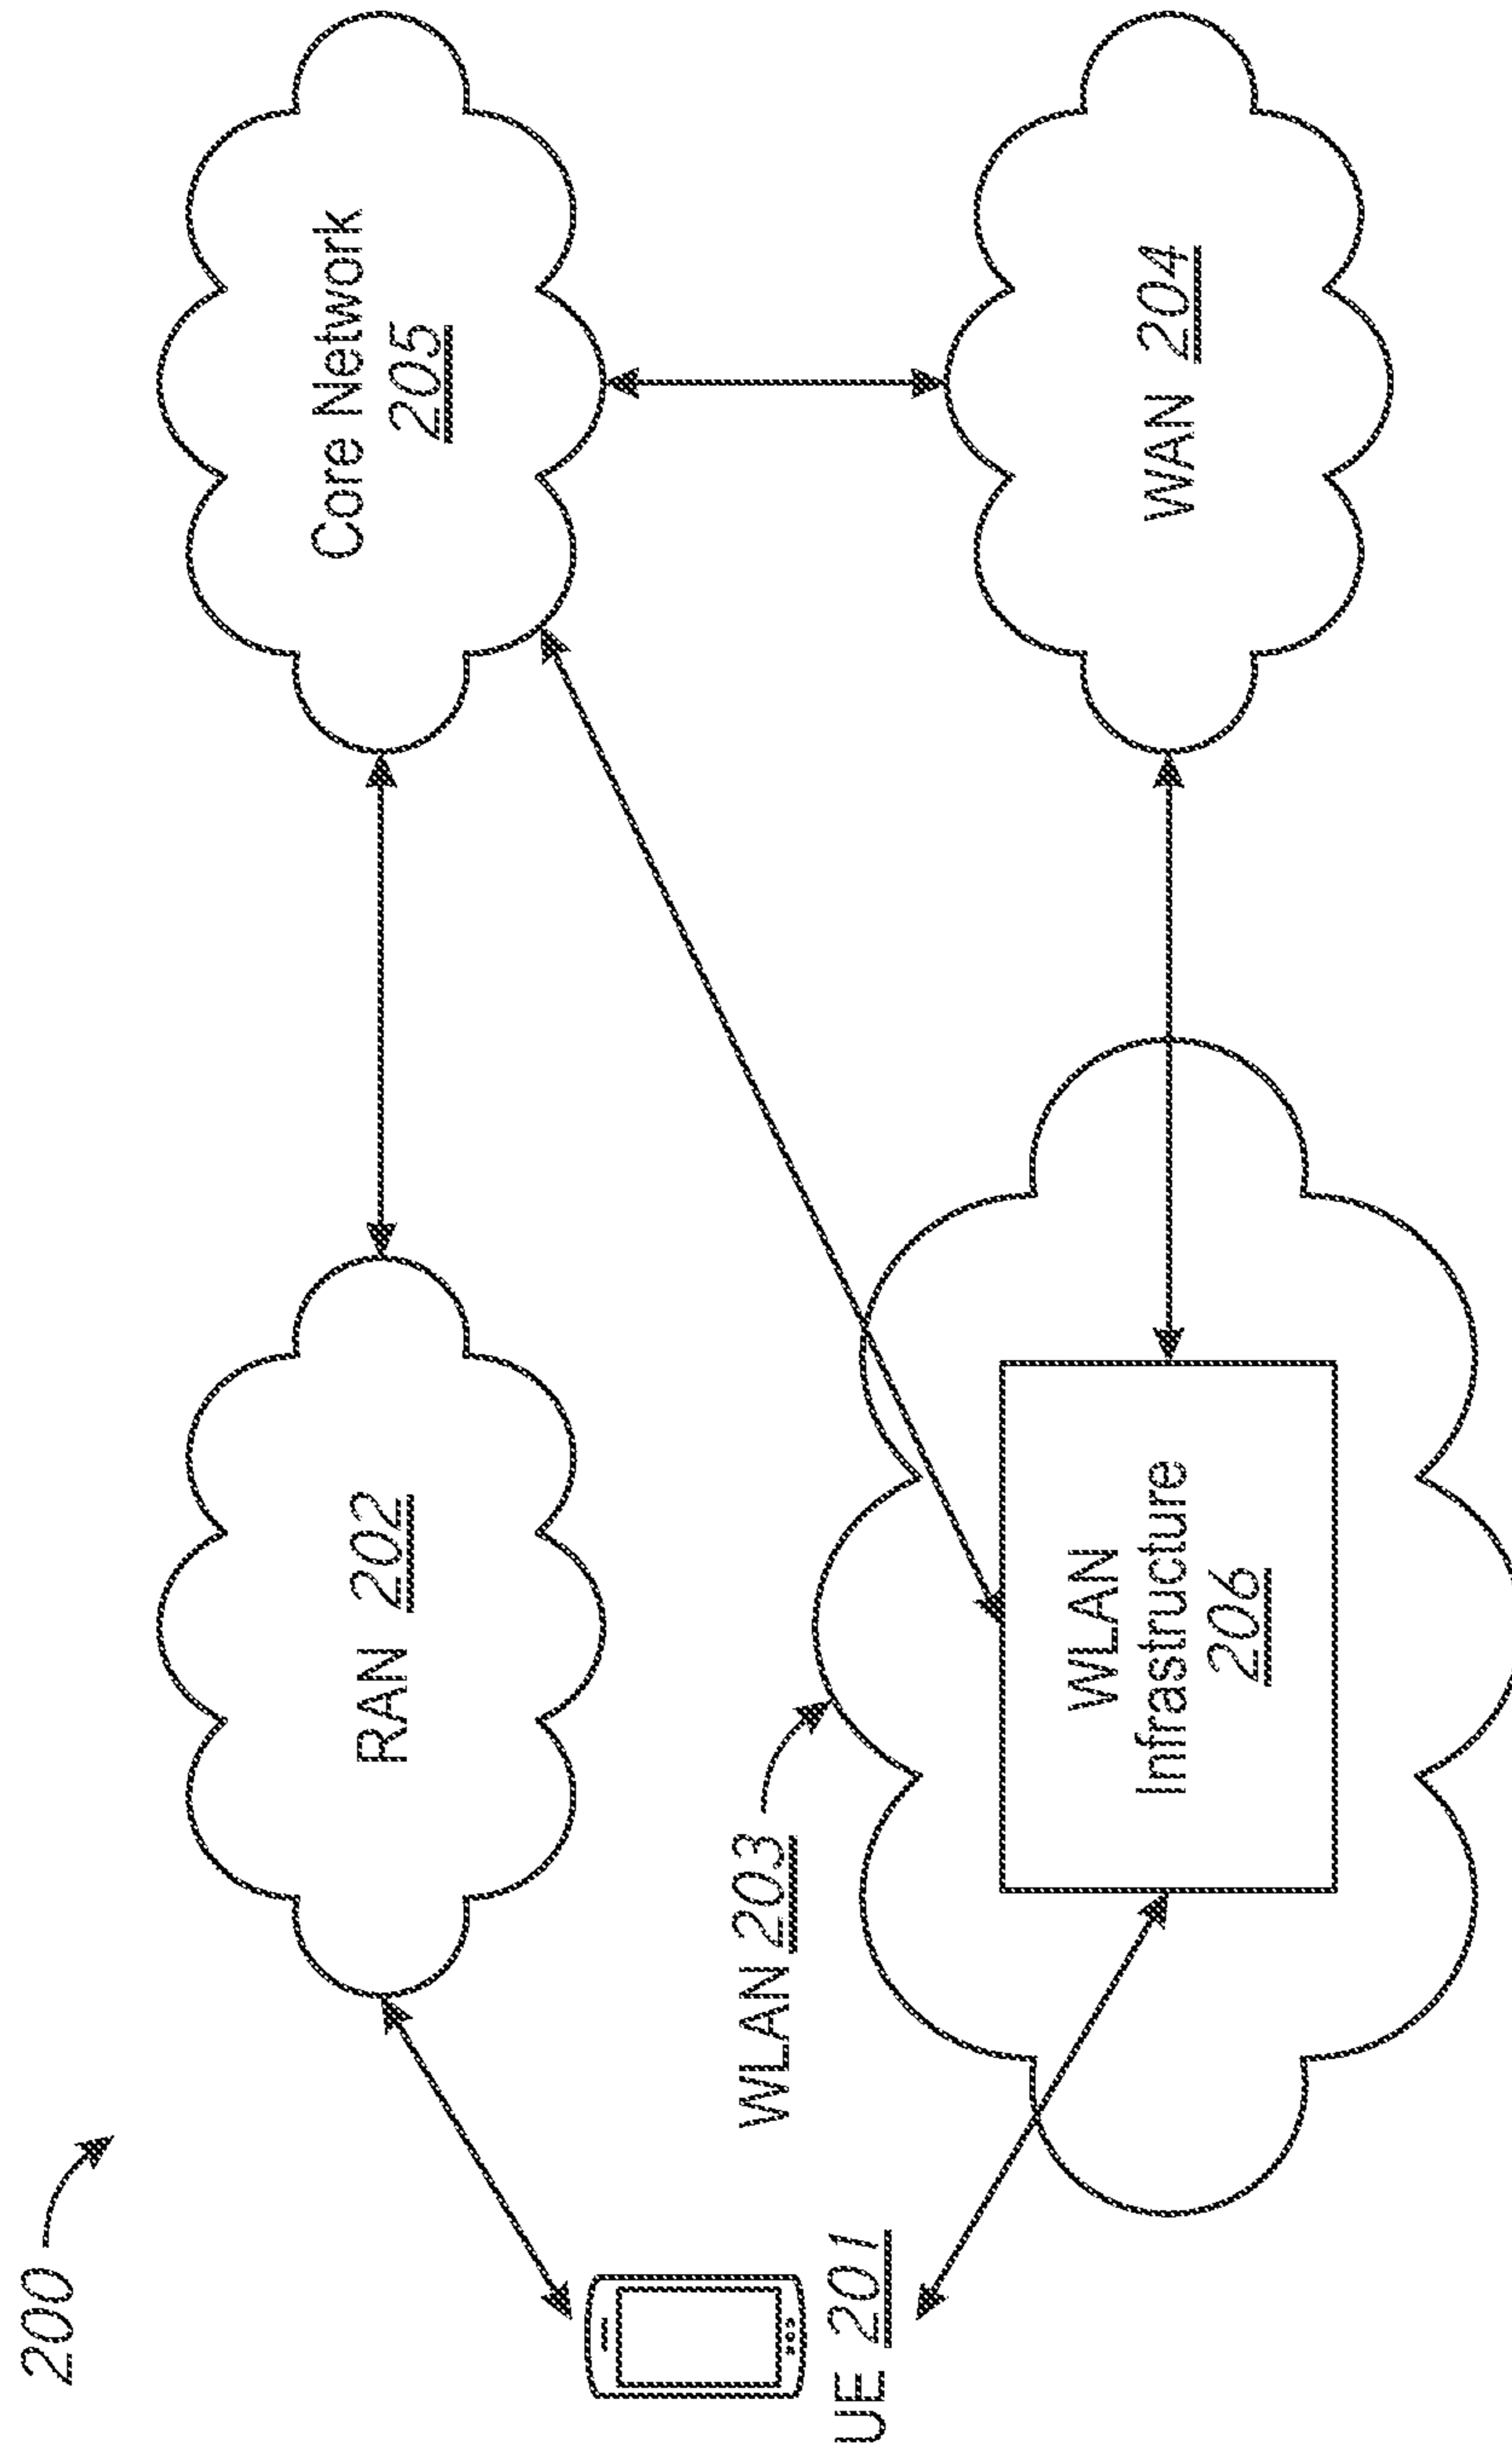 200
RAN 202
Core Network
205
UE 201
WLAN 203
WLAN
Infrastructure
206
WAN 204